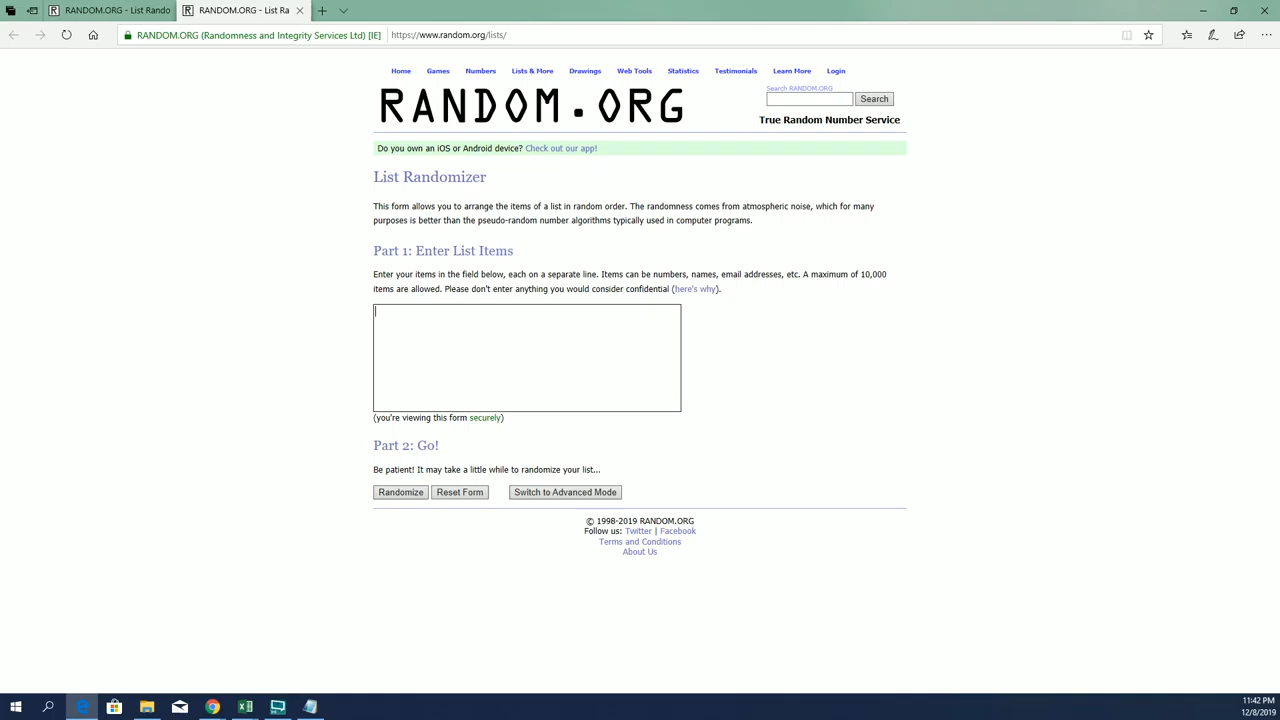 RANDOM.ORG - List Rando
RANDOM.ORG - List Ra
RANDOM.ORG (Randomness and Integrity Services Ltd) [IE]
https://www.random.org/lists/
Home Games Numbers Lists & More Drawings Web Tools Statistics Testimonials Learn More Login
RANDOM.ORG
Search RANDOM.ORG
Search
True Random Number Service
Do you own an iOS or Android device? Check out our app!
List Randomizer
This form allows you to arrange the items of a list in random order. The randomness comes from atmospheric noise, which for many
purposes is better than the pseudo-random number algorithms typically used in computer programs.
Part 1: Enter List Items
Enter your items in the field below, each on a separate line. Items can be numbers, names, email addresses, etc. A maximum of 10,000
items are allowed. Please don't enter anything you would consider confidential (here's why).
(you're viewing this form securely)
Part 2: Go!
Be patient! It may take a little while to randomize your list...
Randomize Reset Form Switch to Advanced Mode
© 1998-2019 RANDOM.ORG
Follow us: Twitter | Facebook
Terms and Conditions
About Us
11:42 PM
12/8/2019